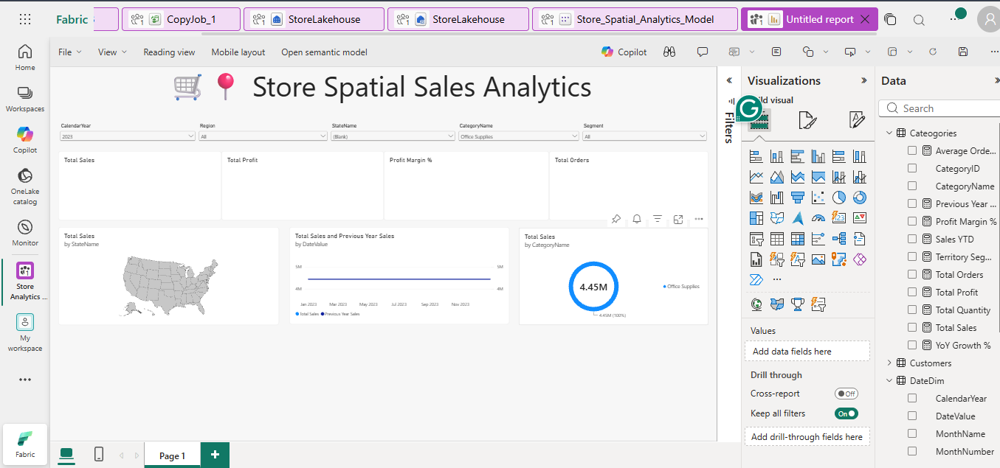 Fabric
CopyJob_1
StoreLakehouse
StoreLakehouse
Store_Spatial_Analytics_Model
Untitled report
File
View
Reading view
Mobile layout
Open semantic model
Copilot
Home
Workspaces
Copilot
OneLake
catalog
Monitor
Store
Analytics ...
My
workspace
Fabric
Store Spatial Sales Analytics
CalendarYear
2023
Region
All
StateName
(Blank)
CategoryName
Office Supplies
Segment
All
Total Sales
Total Profit
Profit Margin %
Total Orders
Total Sales
by StateName
Total Sales and Previous Year Sales
by DateValue
5M
5M
4M
4M
Jan 2023
Mar 2023
May 2023
Jul 2023
Sep 2023
Nov 2023
Total Sales
Previous Year Sales
Total Sales
by CategoryName
4.45M
Office Supplies
4.45M (100%)
Page 1
Filters
Visualizations
ild visual
123
Values
Add data fields here
Drill through
Cross-report
Off
Keep all filters
On
Add drill-through fields here
Data
Search
Cateogories
Average Orde...
CategoryID
CategoryName
Previous Year ...
Profit Margin %
Sales YTD
Territory Seg...
Total Orders
Total Profit
Total Quantity
Total Sales
YoY Growth %
Customers
DateDim
CalendarYear
DateValue
MonthName
MonthNumber